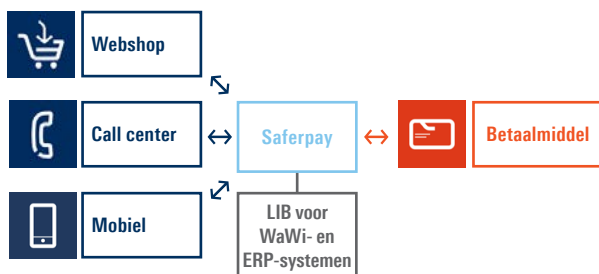 Webshop
Call center
Saferpay
Betaalmiddel
Mobiel
LIB voor
WaWi- en
ERP-systemen